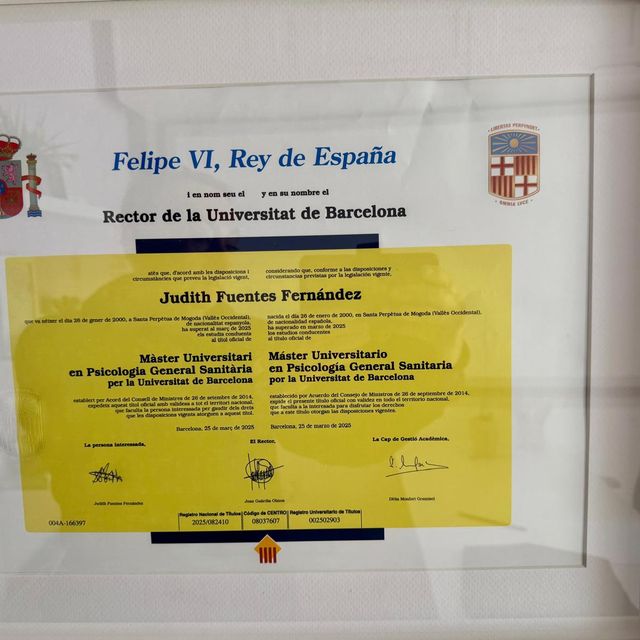 Felipe VI, Rey de España
LIBERTAS PERFVNDET
OMNIA LVCE
i en nom seu el y en su nombre el
Rector de la Universitat de Barcelona
atès que, d'acord amb les disposicions i
circumstàncies que preveu la legislació vigent,
considerando que, conforme a las disposiciones y
circunstancias previstas por la legislación vigente,
Judith Fuentes Fernández
que va néixer el dia 26 de gener de 2000, a Santa Perpètua de Mogoda (Vallès Occidental),
de nacionalitat espanyola,
ha superat al març de 2025
els estudis conduents
al títol oficial de
nacida el día 26 de enero de 2000, en Santa Perpètua de Mogoda (Vallès Occidental),
de nacionalidad española,
ha superado en marzo de 2025
los estudios conducentes
al título oficial de
Màster Universitari
en Psicologia General Sanitària
per la Universitat de Barcelona
Máster Universitario
en Psicología General Sanitaria
por la Universitat de Barcelona
establert per Acord del Consell de Ministres de 26 de setembre de 2014,
expedeix aquest títol oficial amb validesa a tot el territori nacional,
que faculta la persona interessada per gaudir dels drets
que les disposicions vigents atorguen a aquest títol.
establecido por Acuerdo del Consejo de Ministros de 26 de septiembre de 2014,
expide el presente título oficial con validez en todo el territorio nacional,
que faculta a la interesada para disfrutar los derechos
que a este título otorgan las disposiciones vigentes.
Barcelona, 25 de març de 2025
Barcelona, 25 de marzo de 2025
La persona interessada,
El Rector,
La Cap de Gestió Acadèmica,
Judith Fuentes Fernández
Joan Guàrdia Olmos
Dèlia Monfort
004A-166397
Registro Nacional de Títulos Código de CENTRO Registro Universitario de Títulos
2025/082410 08037607 002502903